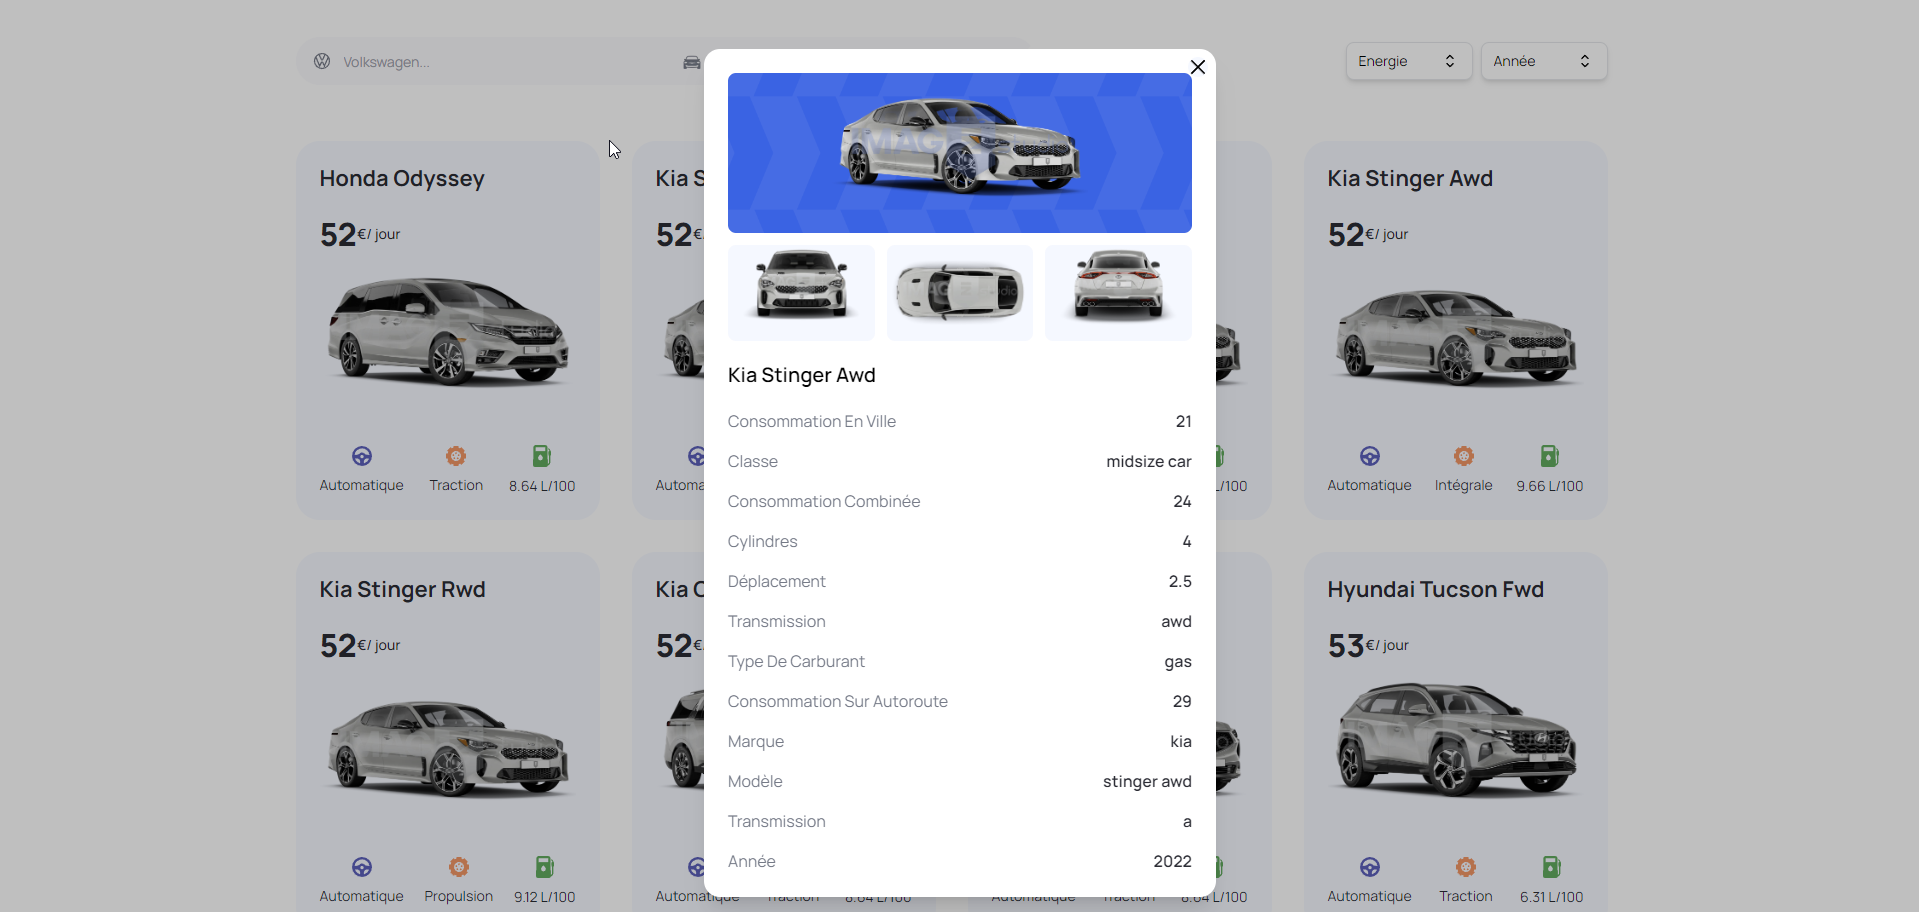 Volkswagen...
Energie
Année
Honda Odyssey
52€/ jour
Automatique Traction 8.64 L/100
Kia S
52€
Automa
L/100
Kia Stinger Awd
52€/ jour
Automatique Intégrale 9.66 L/100
Kia Stinger Rwd
52€/ jour
Automatique Propulsion 9.12 L/100
Kia
52€
Automatique Traction 8.64 L/100
Automatique Traction 8.64 L/100
Hyundai Tucson Fwd
53€/ jour
Automatique Traction 6.31 L/100
Kia Stinger Awd
Consommation En Ville 21
Classe midsize car
Consommation Combinée 24
Cylindres 4
Déplacement 2.5
Transmission awd
Type De Carburant gas
Consommation Sur Autoroute 29
Marque kia
Modèle stinger awd
Transmission a
Année 2022